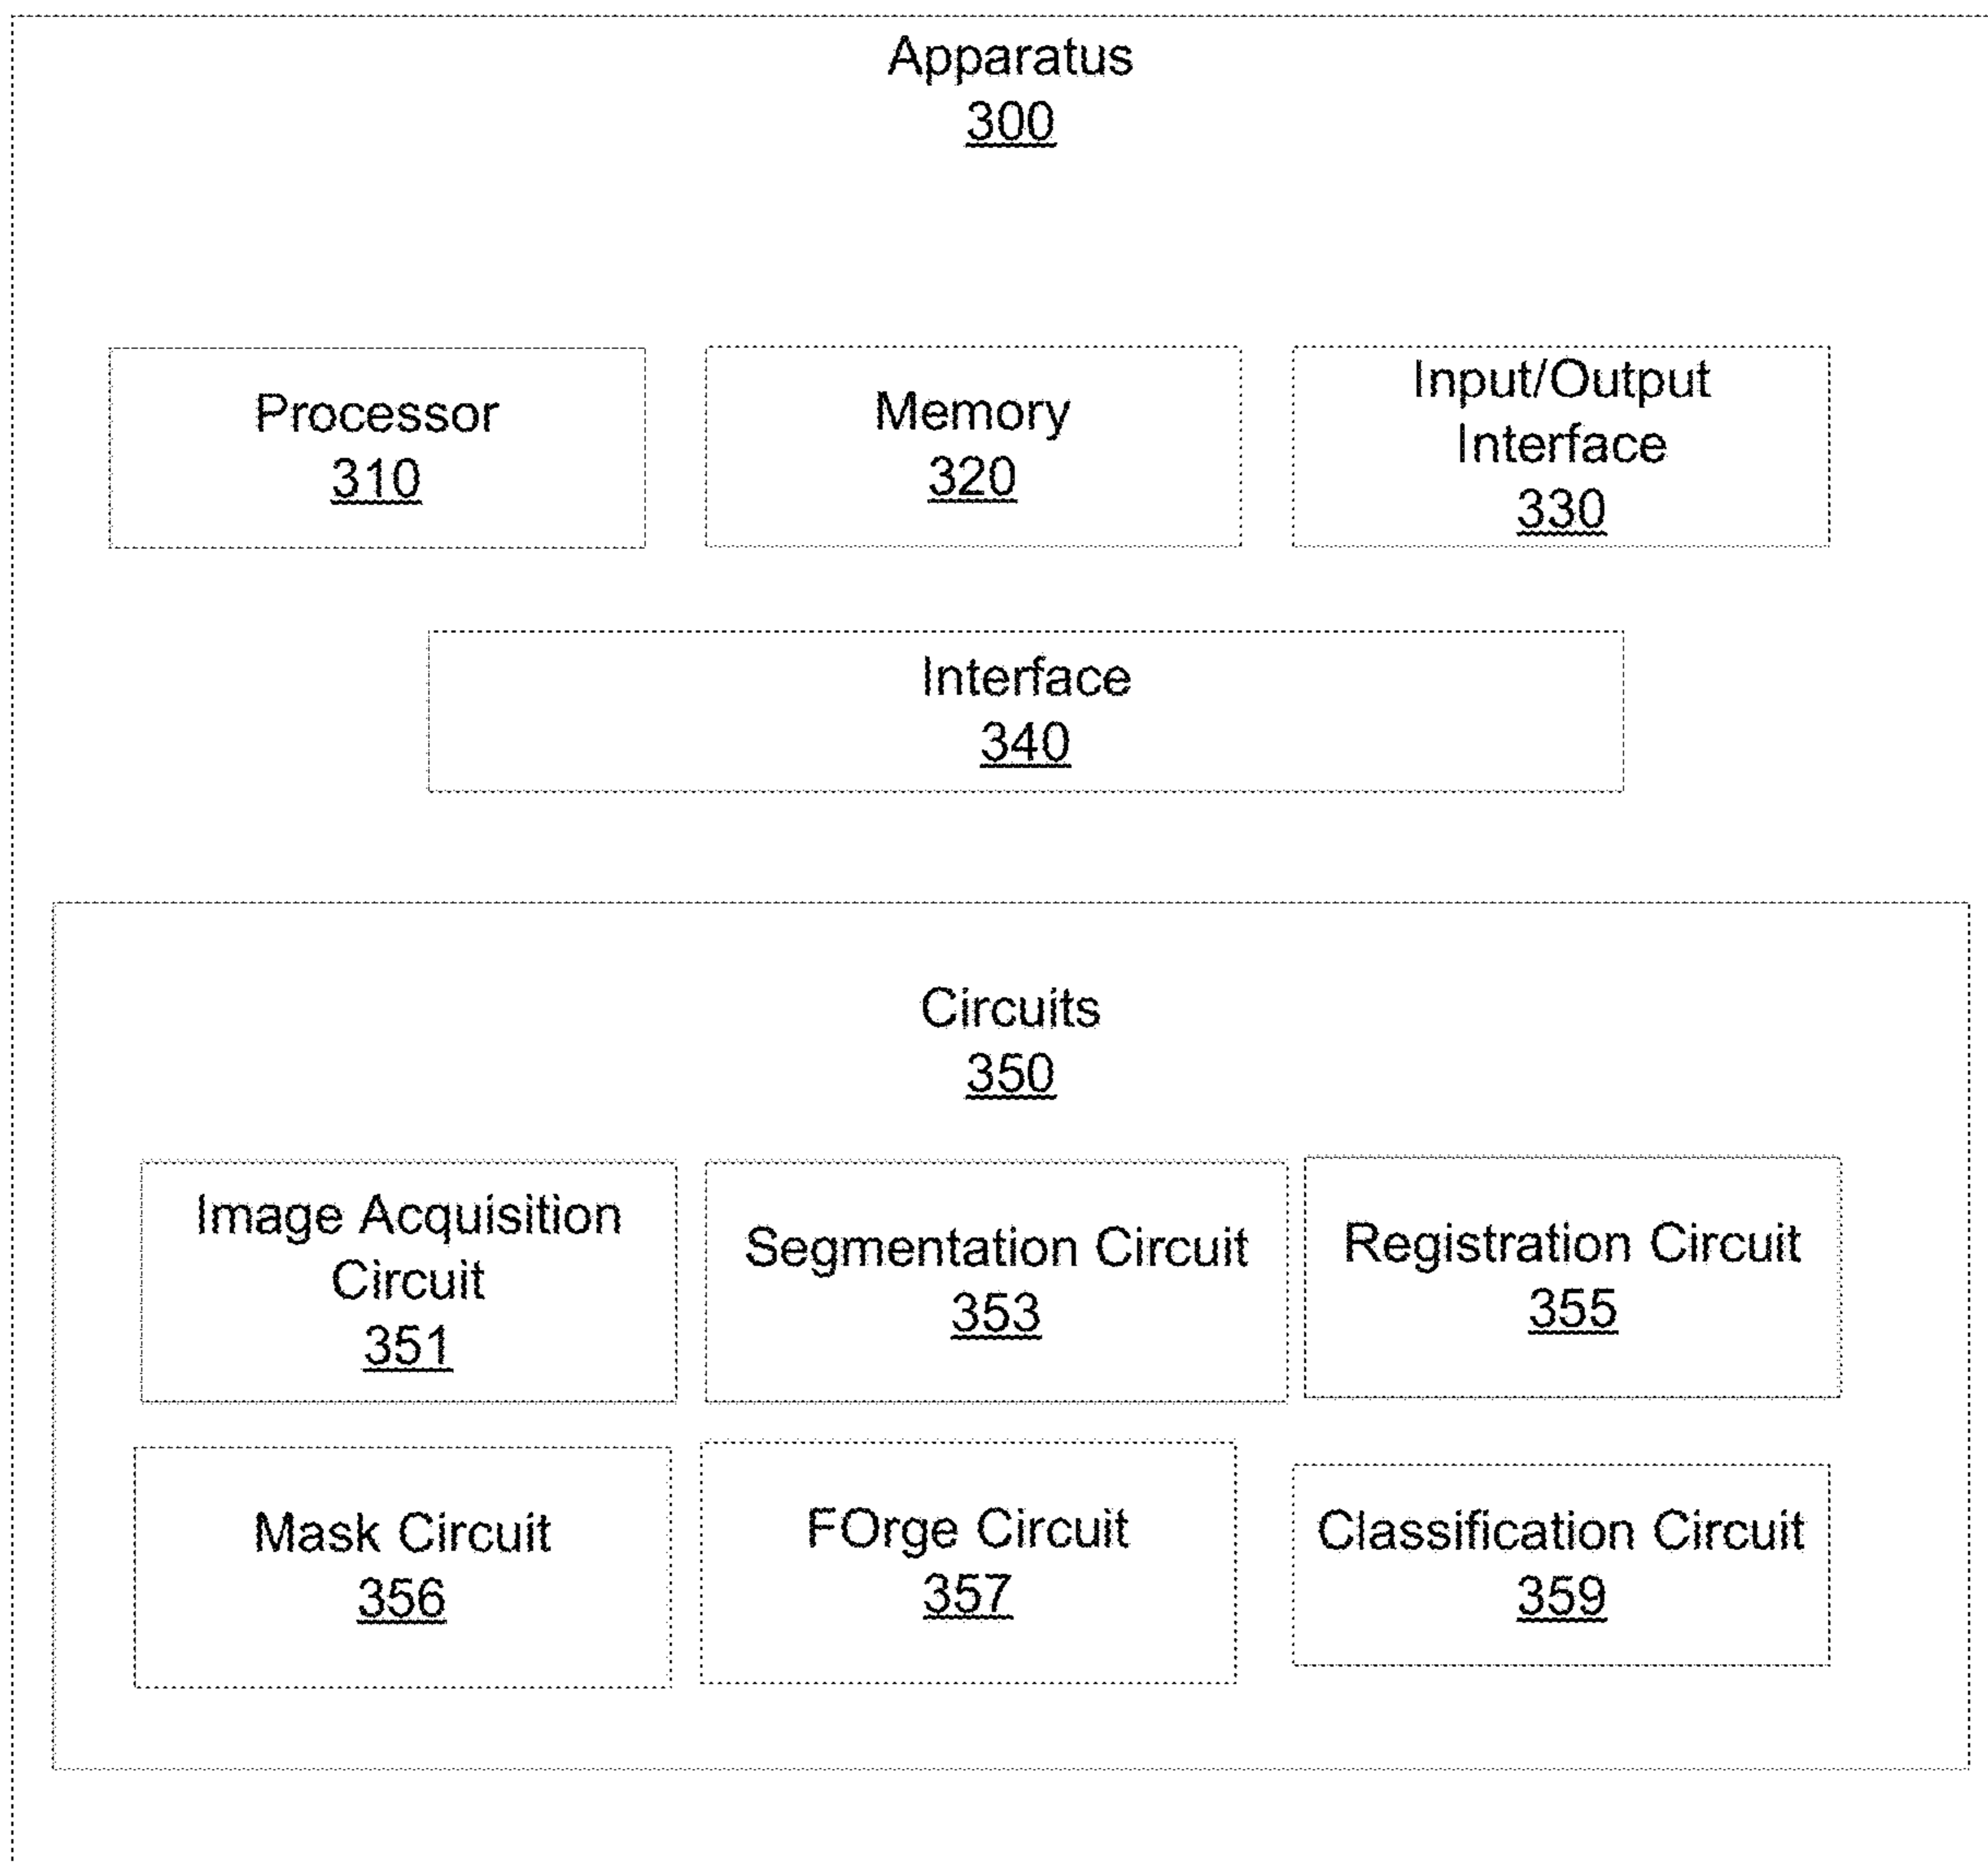 Apparatus
300
Processor
310
Memory
320
Input/Output
Interface
330
Interface
340
Circuits
350
Image Acquisition
Circuit
351
Segmentation Circuit
353
Registration Circuit
355
Mask Circuit
356
FOrge Circuit
357
Classification Circuit
359